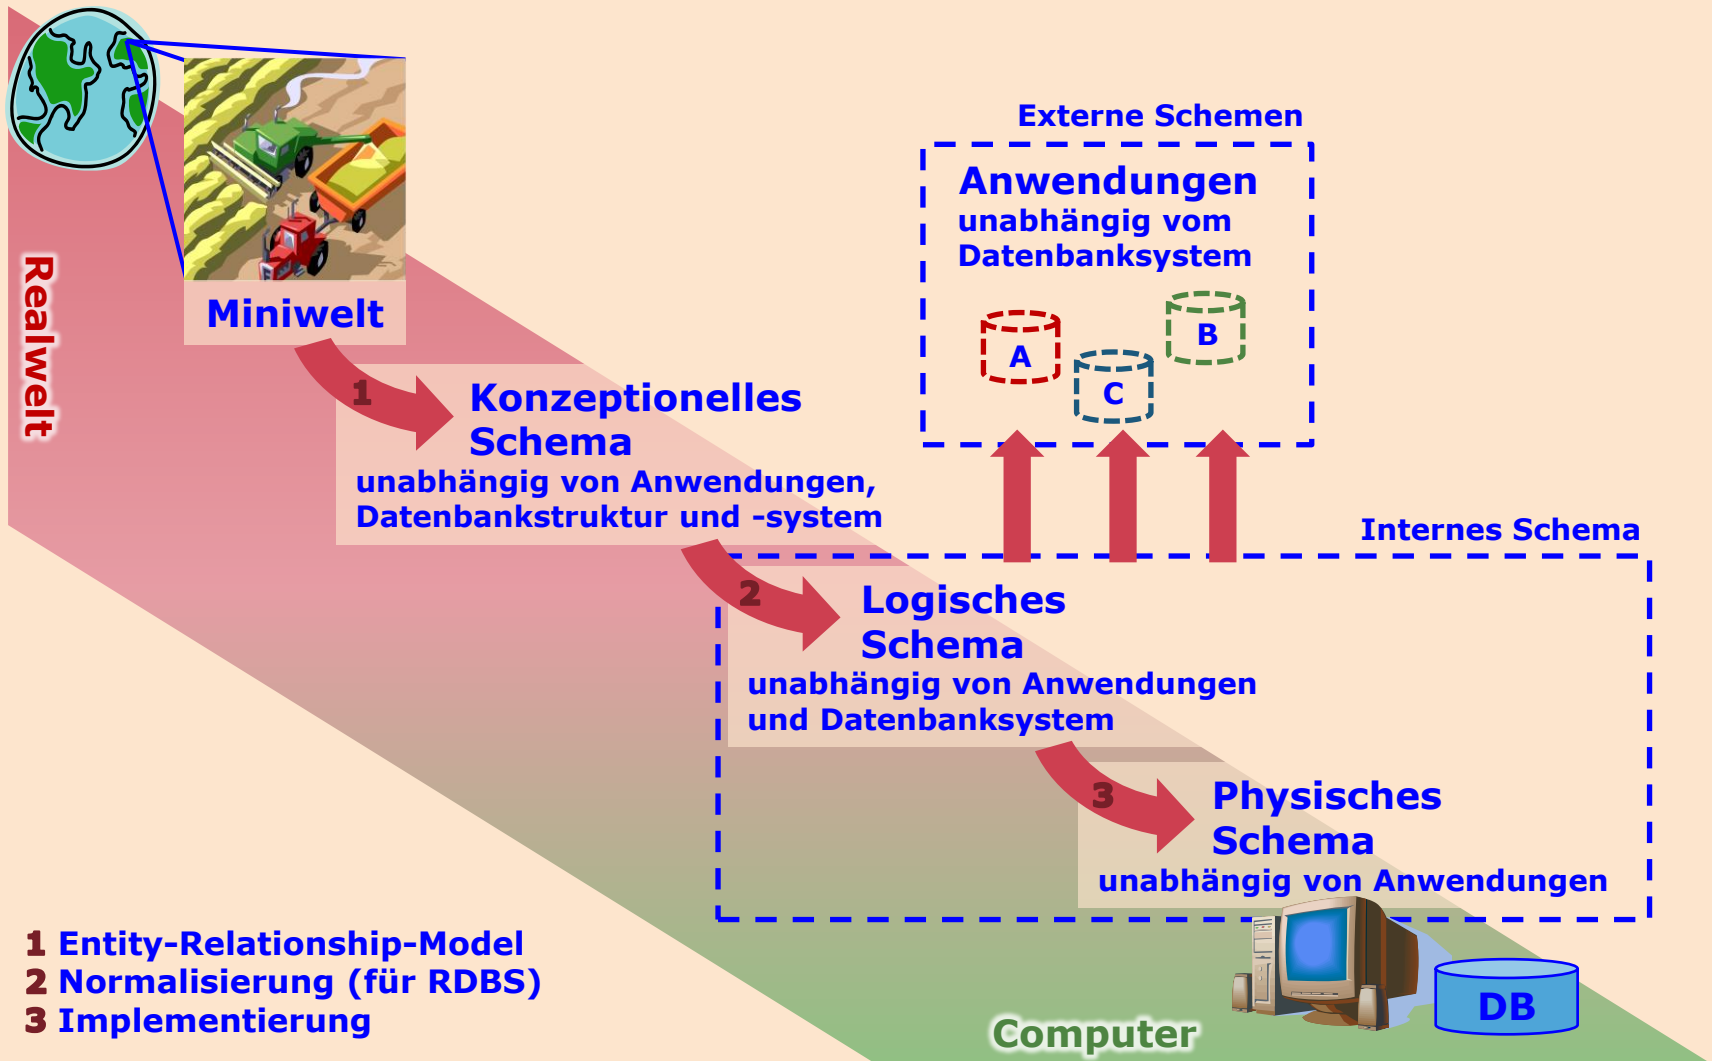 Realwelt
Miniwelt
Externe Schemen
Anwendungen
unabhängig vom
Datenbanksystem
A
B
C
1
Konzeptionelles
Schema
unabhängig von Anwendungen,
Datenbankstruktur und -system
Internes Schema
2
Logisches
Schema
unabhängig von Anwendungen
und Datenbanksystem
3
Physisches
Schema
unabhängig von Anwendungen
1 Entity-Relationship-Model
2 Normalisierung (für RDBS)
3 Implementierung
DB
Computer